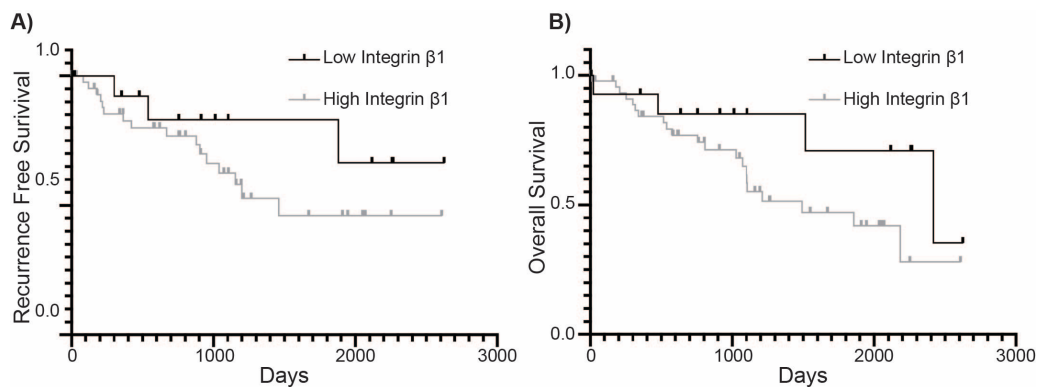 A)
Recurrence Free Surivival
1.0
0.5
0.0
0
1000
2000
3000
Days
Low Integrin β1
High Integrin β1
B)
Overall Survival
1.0
0.5
0.0
0
1000
2000
3000
Days
Low Integrin β1
High Integrin β1